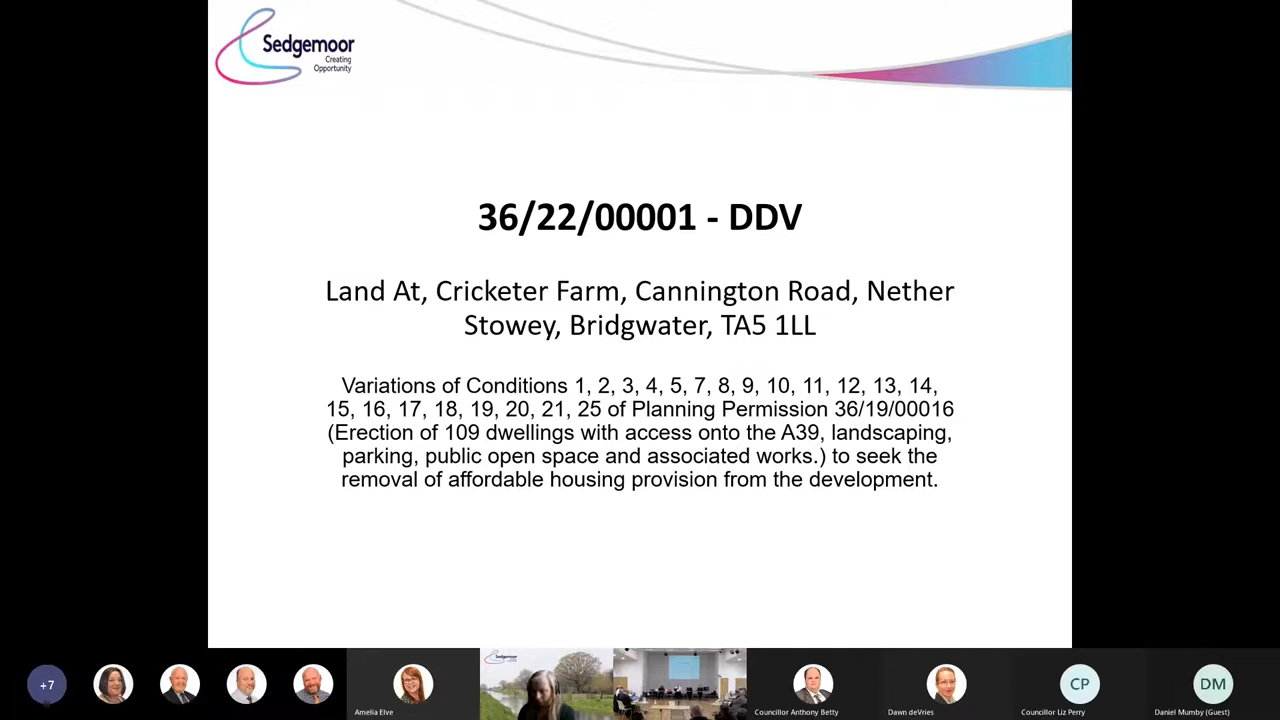 Sedgemoor
Creating
Opportunity
36/22/00001 - DDV
Land At, Cricketer Farm, Cannington Road, Nether
Stowey, Bridgwater, TA5 1LL
Variations of Conditions 1, 2, 3, 4, 5, 7, 8, 9, 10, 11, 12, 13, 14,
15, 16, 17, 18, 19, 20, 21, 25 of Planning Permission 36/19/00016
(Erection of 109 dwellings with access onto the A39, landscaping,
parking, public open space and associated works.) to seek the
removal of affordable housing provision from the development.
+7
Amelia Elve
Sedgemoor
Councillor Anthony Betty
Dawn deVries
CP
Councillor Liz Perry
DM
Daniel Mumby (Guest)